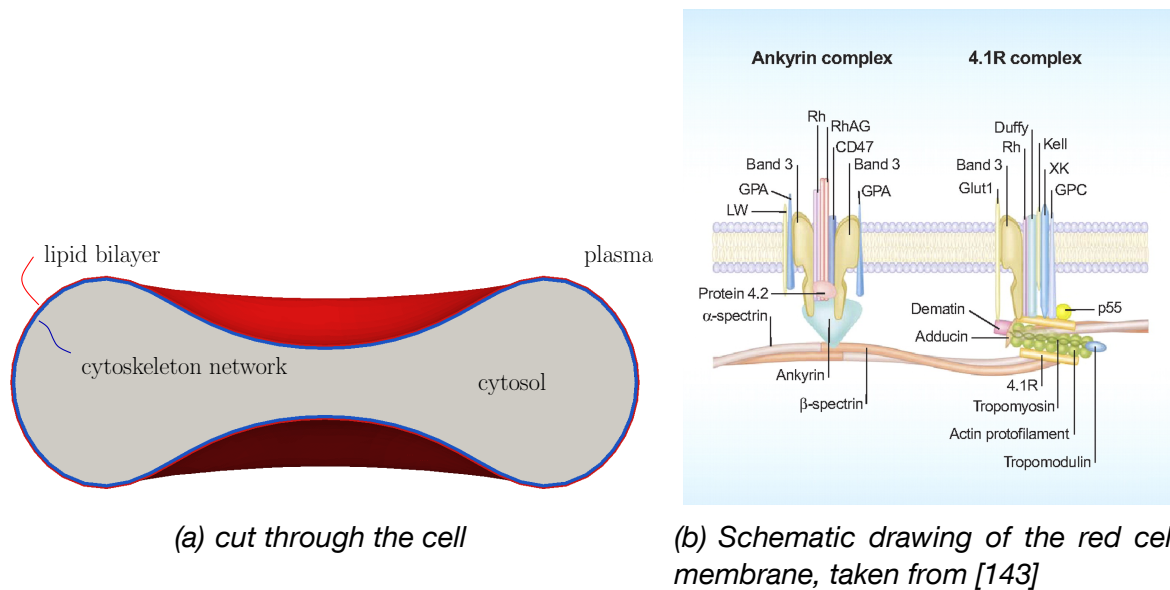 lipid bilayer
plasma
cytoskeleton network
cytosol
(a) cut through the cell
Ankyrin complex
4.1R complex
Rh
RhAG
CD47
Band 3
Band 3
GPA
GPA
LW
Protein 4.2
α-spectrin
Ankyrin
β-spectrin
Duffy
Rh
Kell
Band 3
XK
Glut1
GPC
Dematin
p55
Adducin
4.1R
Tropomyosin
Actin protofilament
Tropomodulin
(b) Schematic drawing of the red cel
membrane, taken from [143]